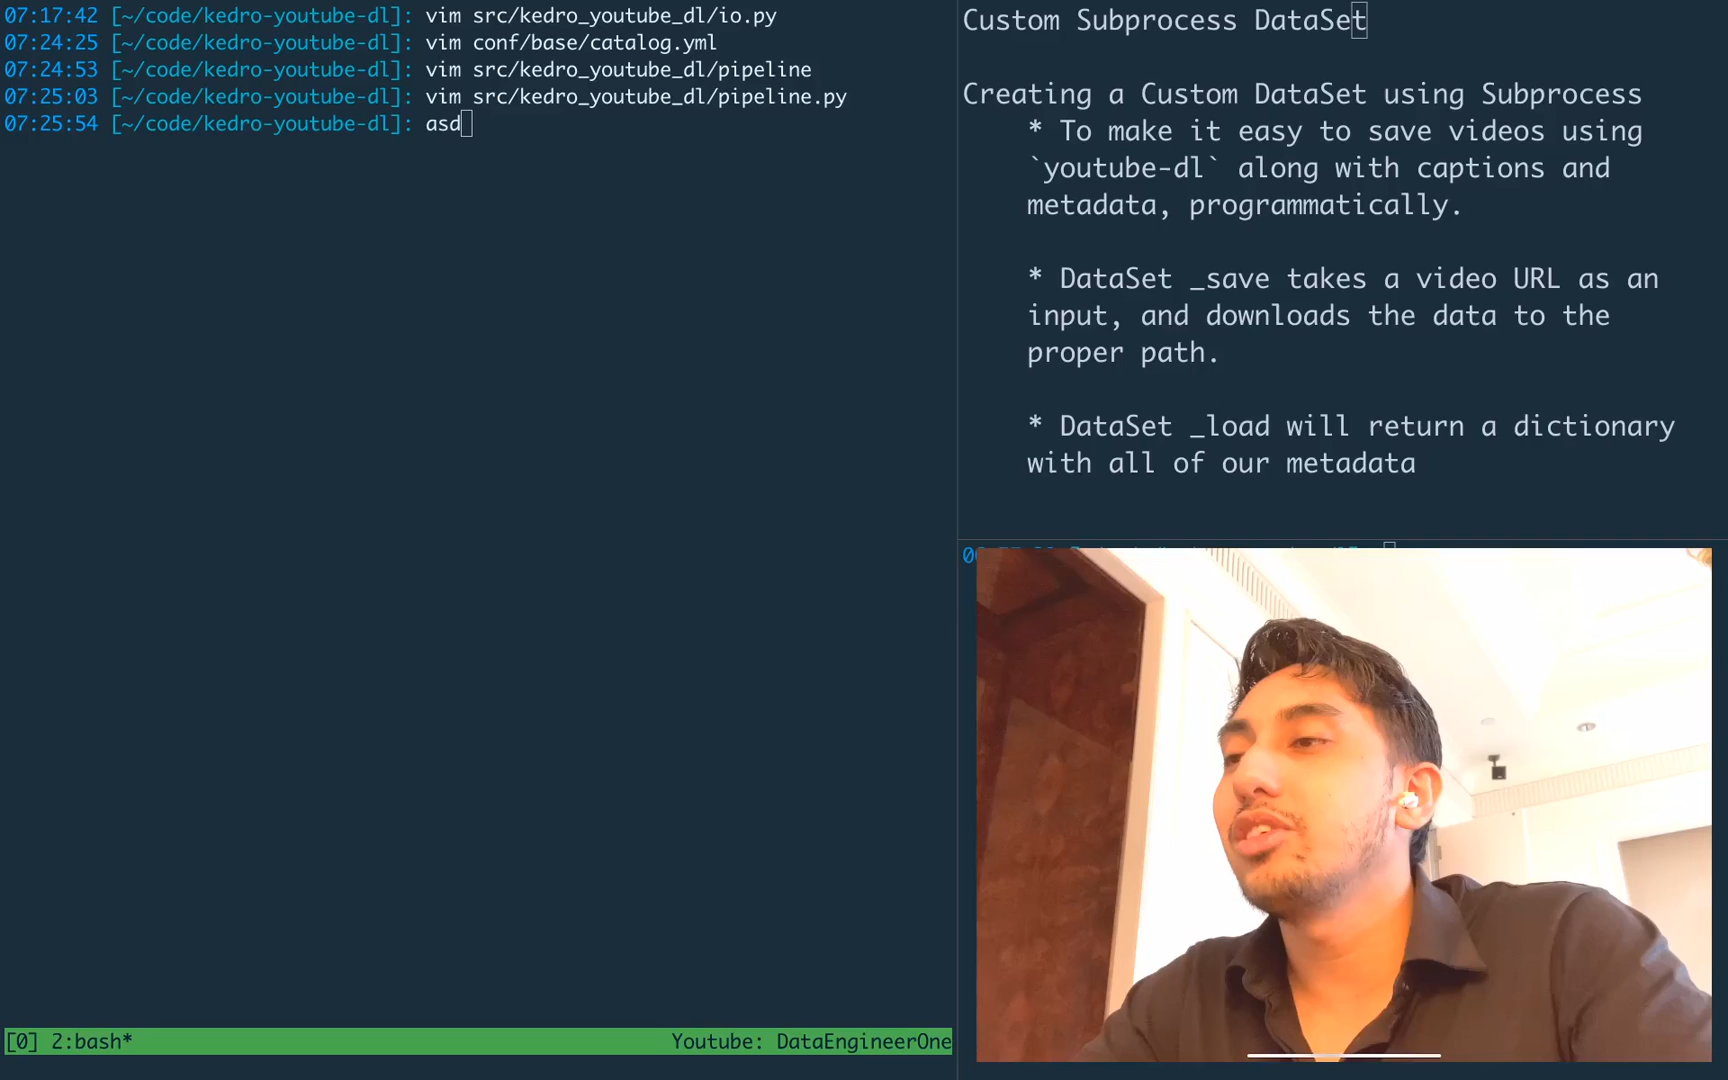 07:17:42 [~/code/kedro-youtube-dl]: vim src/kedro_youtube_dl/io.py
07:24:25 [~/code/kedro-youtube-dl]: vim conf/base/catalog.yml
07:24:53 [~/code/kedro-youtube-dl]: vim src/kedro_youtube_dl/pipeline
07:25:03 [~/code/kedro-youtube-dl]: vim src/kedro_youtube_dl/pipeline.py
07:25:54 [~/code/kedro-youtube-dl]: asd
[0] 2:bash*
Youtube: DataEngineerOne
Custom Subprocess DataSet
Creating a Custom DataSet using Subprocess
* To make it easy to save videos using
`youtube-dl` along with captions and
metadata, programmatically.
* DataSet _save takes a video URL as an
input, and downloads the data to the
proper path.
* DataSet _load will return a dictionary
with all of our metadata